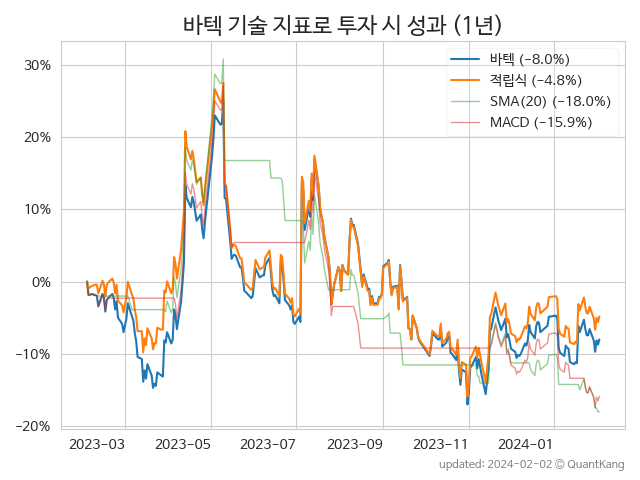 바텍 기술 지표로 투자 시 성과 (1년)
바텍 (-8.0%)
적립식 (-4.8%)
SMA(20) (-18.0%)
MACD (-15.9%)
30%
20%
10%
0%
-10%
-20%
2023-03 2023-05 2023-07 2023-09 2023-11 2024-01
updated: 2024-02-02 © QuantKang